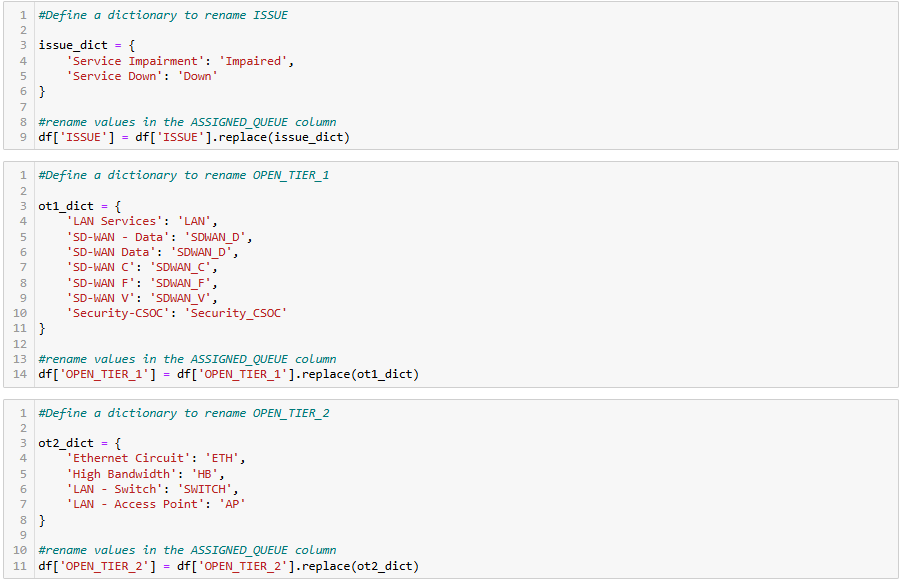 1 #Define a dictionary to rename ISSUE
2
3 issue_dict = {
4     'Service Impairment': 'Impaired',
5     'Service Down': 'Down'
6 }
7
8 #rename values in the ASSIGNED_QUEUE column
9 df['ISSUE'] = df['ISSUE'].replace(issue_dict)
1 #Define a dictionary to rename OPEN_TIER_1
2
3 ot1_dict = {
4     'LAN Services': 'LAN',
5     'SD-WAN - Data': 'SDWAN_D',
6     'SD-WAN Data': 'SDWAN_D',
7     'SD-WAN C': 'SDWAN_C',
8     'SD-WAN F': 'SDWAN_F',
9     'SD-WAN V': 'SDWAN_V',
10     'Security-CSOC': 'Security_CSOC'
11 }
12
13 #rename values in the ASSIGNED_QUEUE column
14 df['OPEN_TIER_1'] = df['OPEN_TIER_1'].replace(ot1_dict)
1 #Define a dictionary to rename OPEN_TIER_2
2
3 ot2_dict = {
4     'Ethernet Circuit': 'ETH',
5     'High Bandwidth': 'HB',
6     'LAN - Switch': 'SWITCH',
7     'LAN - Access Point': 'AP'
8 }
9
10 #rename values in the ASSIGNED_QUEUE column
11 df['OPEN_TIER_2'] = df['OPEN_TIER_2'].replace(ot2_dict)